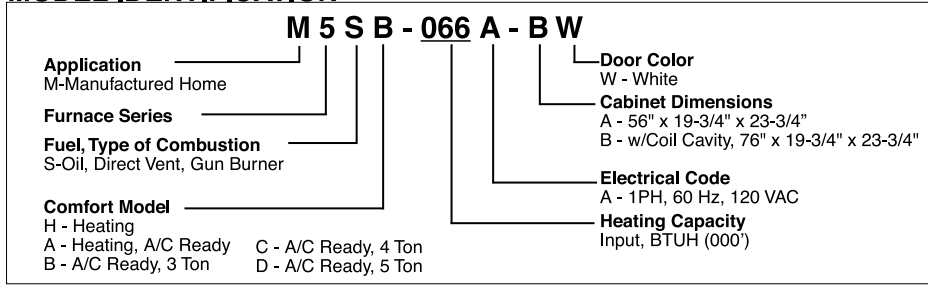 M 5 S B - 066 A - B W
Application
M-Manufactured Home
Furnace Series
Fuel, Type of Combustion
S-Oil, Direct Vent, Gun Burner
Comfort Model
H - Heating
A - Heating, A/C Ready
B - A/C Ready, 3 Ton
C - A/C Ready, 4 Ton
D - A/C Ready, 5 Ton
Door Color
W - White
Cabinet Dimensions
A - 56" x 19-3/4" x 23-3/4"
B - w/Coil Cavity, 76" x 19-3/4" x 23-3/4"
Electrical Code
A - 1PH, 60 Hz, 120 VAC
Heating Capacity
Input, BTUH (000')